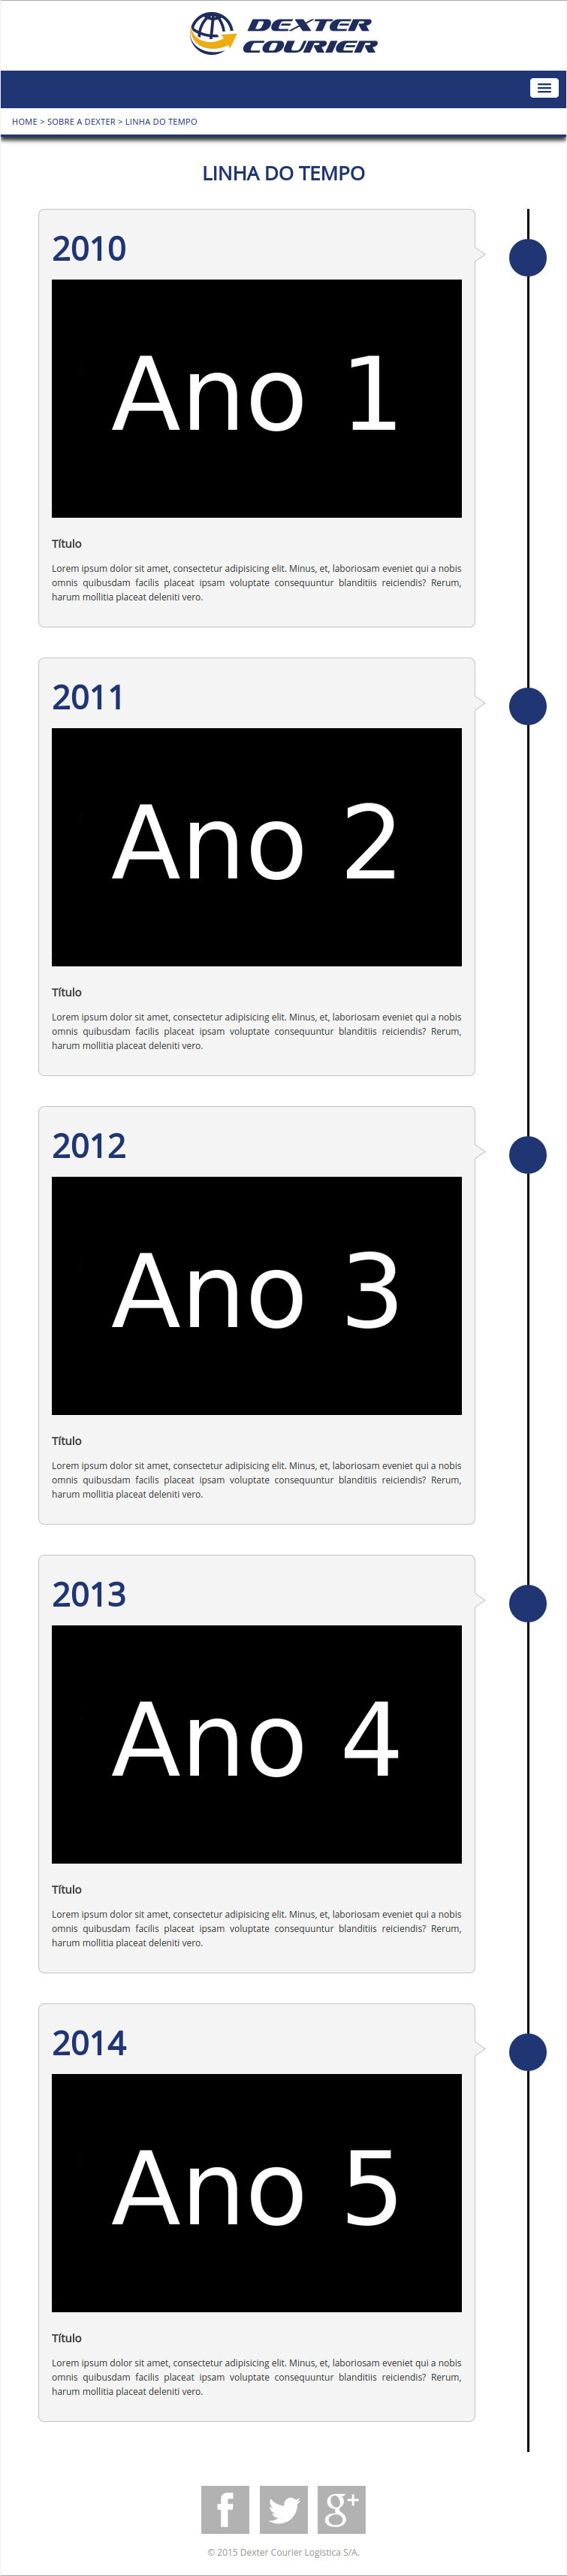 DEXTER
COURIER
HOME > SOBRE A DEXTER > LINHA DO TEMPO
LINHA DO TEMPO
2010
Ano 1
Título
Lorem ipsum dolor sit amet, consectetur adipisicing elit. Minus, et, laboriosam eveniet qui a nobis
omnis quibusdam facilis placeat ipsam voluptate consequuntur blanditiis reiciendis? Rerum,
harum mollitia placeat deleniti vero.
2011
Ano 2
Título
Lorem ipsum dolor sit amet, consectetur adipisicing elit. Minus, et, laboriosam eveniet qui a nobis
omnis quibusdam facilis placeat ipsam voluptate consequuntur blanditiis reiciendis? Rerum,
harum mollitia placeat deleniti vero.
2012
Ano 3
Título
Lorem ipsum dolor sit amet, consectetur adipisicing elit. Minus, et, laboriosam eveniet qui a nobis
omnis quibusdam facilis placeat ipsam voluptate consequuntur blanditiis reiciendis? Rerum,
harum mollitia placeat deleniti vero.
2013
Ano 4
Título
Lorem ipsum dolor sit amet, consectetur adipisicing elit. Minus, et, laboriosam eveniet qui a nobis
omnis quibusdam facilis placeat ipsam voluptate consequuntur blanditiis reiciendis? Rerum,
harum mollitia placeat deleniti vero.
2014
Ano 5
Título
Lorem ipsum dolor sit amet, consectetur adipisicing elit. Minus, et, laboriosam eveniet qui a nobis
omnis quibusdam facilis placeat ipsam voluptate consequuntur blanditiis reiciendis? Rerum,
harum mollitia placeat deleniti vero.
f g+
© 2015 Dexter Courier Logistica S/A.